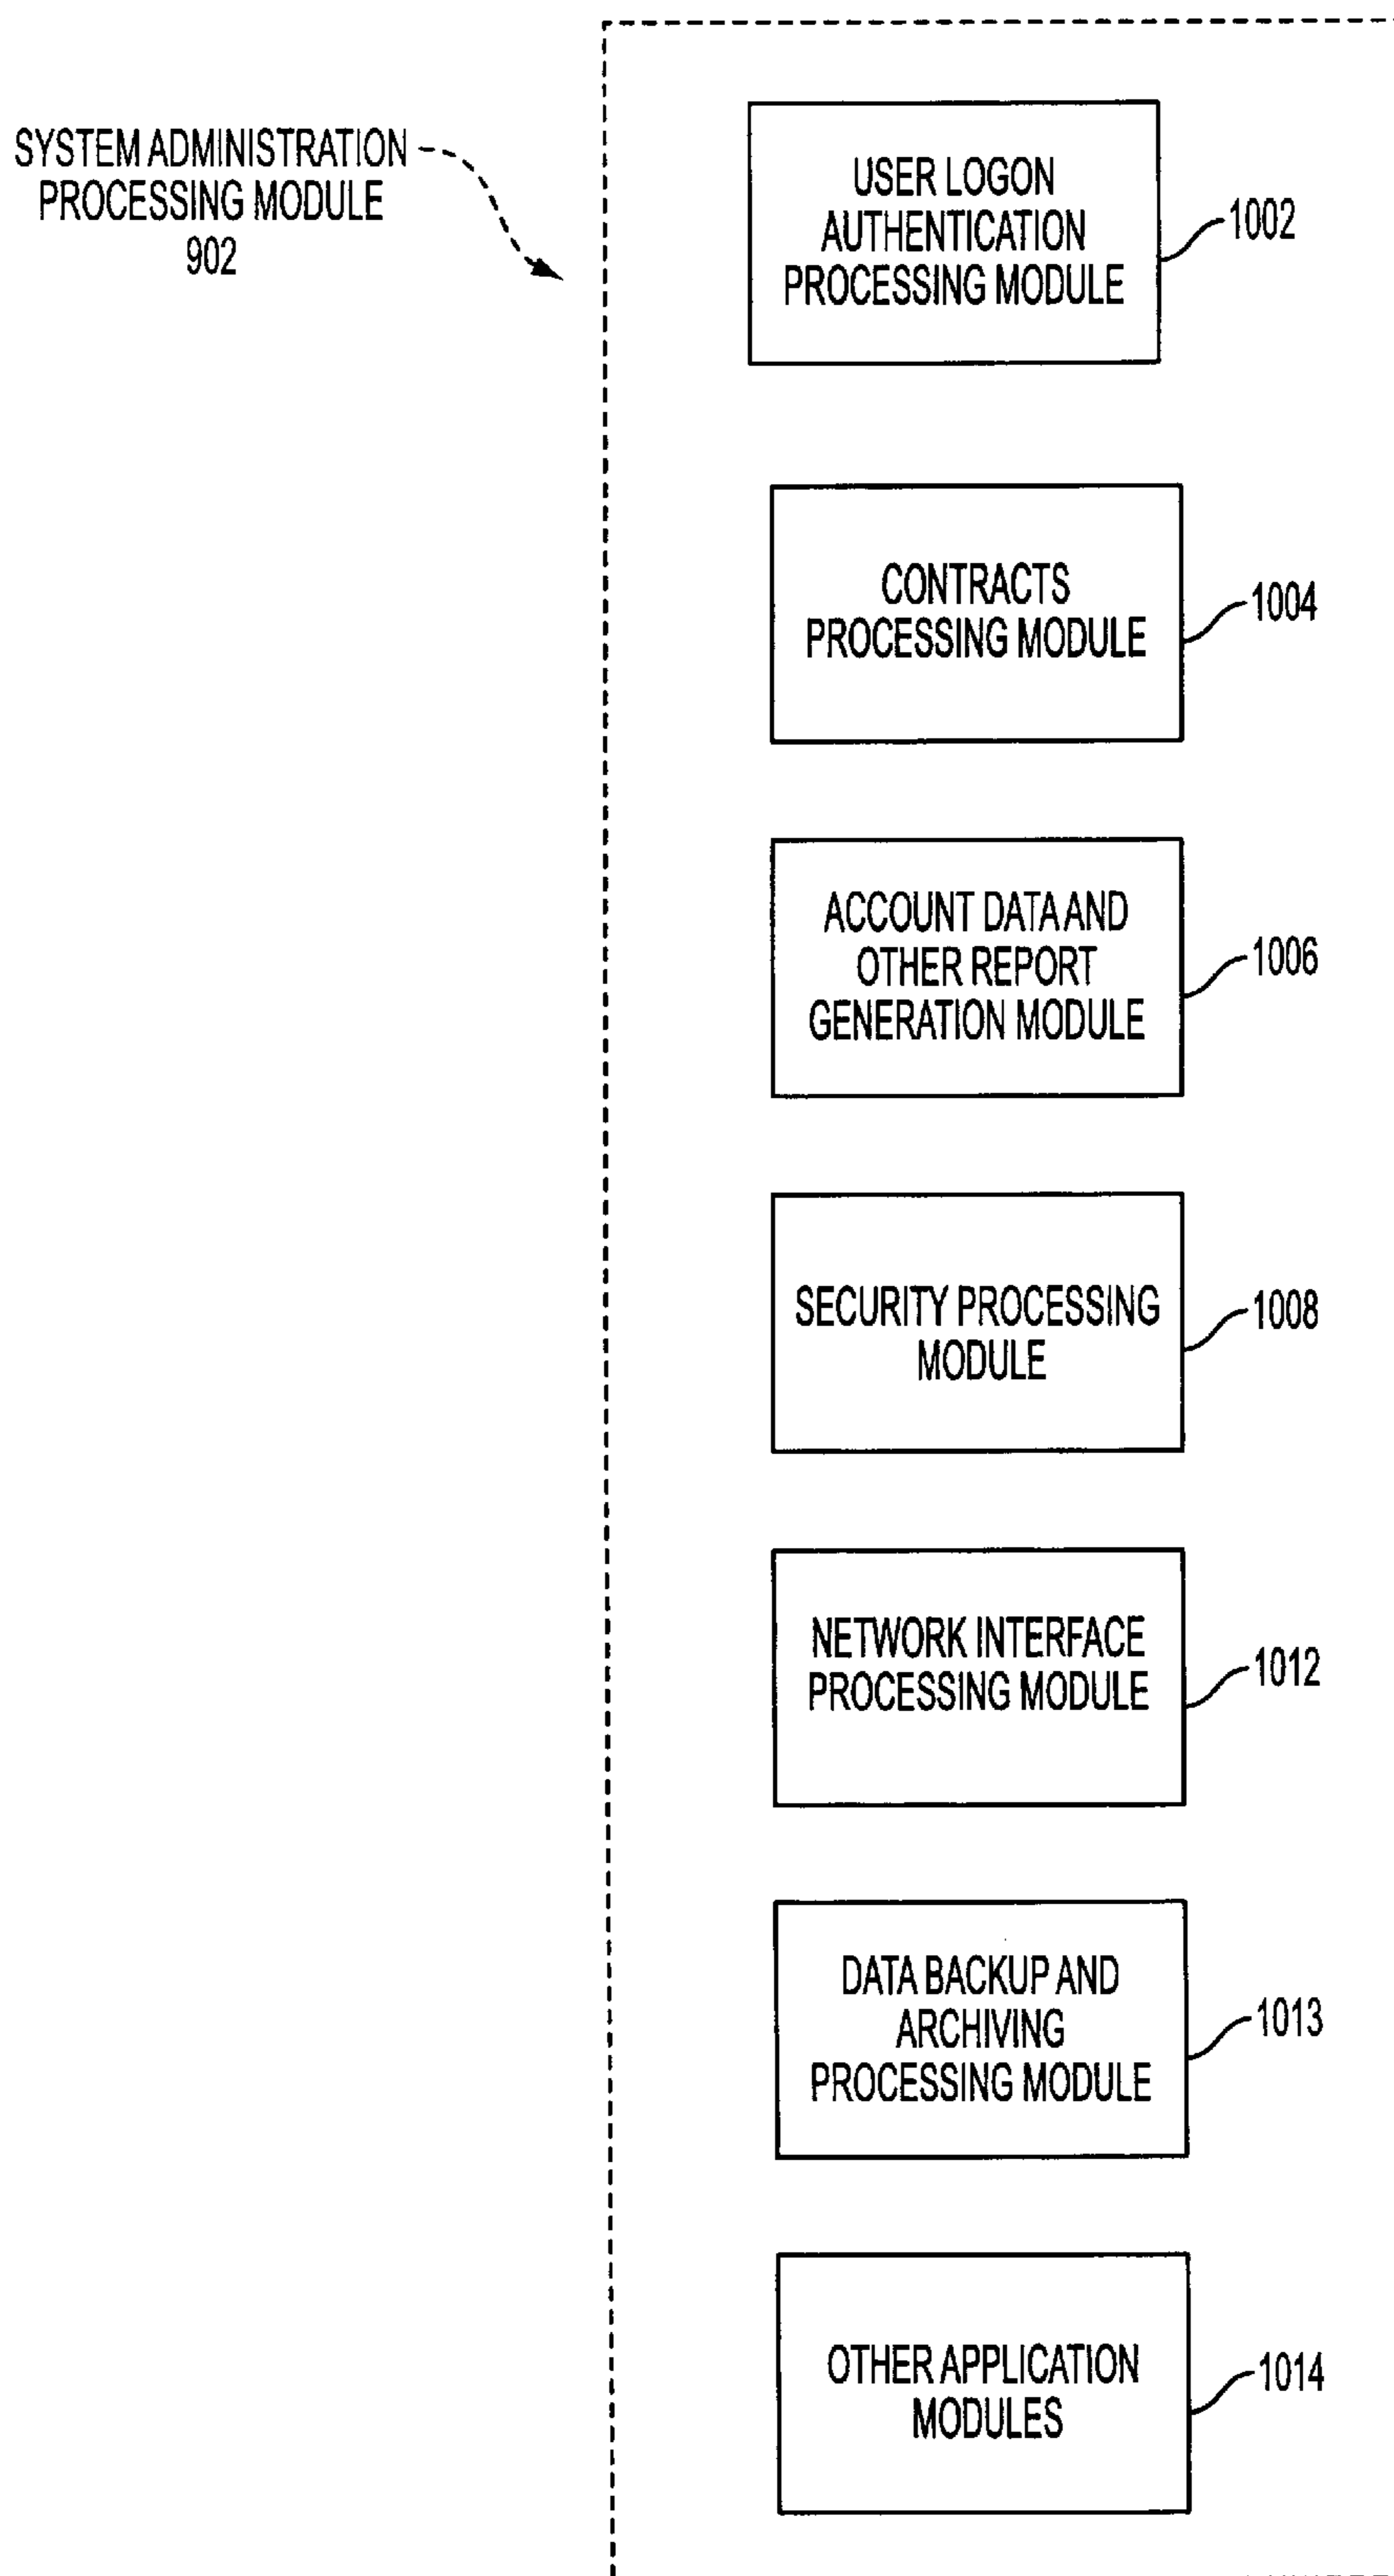 SYSTEM ADMINISTRATION
PROCESSING MODULE
902
USER LOGON
AUTHENTICATION
PROCESSING MODULE
1002
CONTRACTS
PROCESSING MODULE
1004
ACCOUNT DATA AND
OTHER REPORT
GENERATION MODULE
1006
SECURITY PROCESSING
MODULE
1008
NETWORK INTERFACE
PROCESSING MODULE
1012
DATA BACKUP AND
ARCHIVING
PROCESSING MODULE
1013
OTHER APPLICATION
MODULES
1014